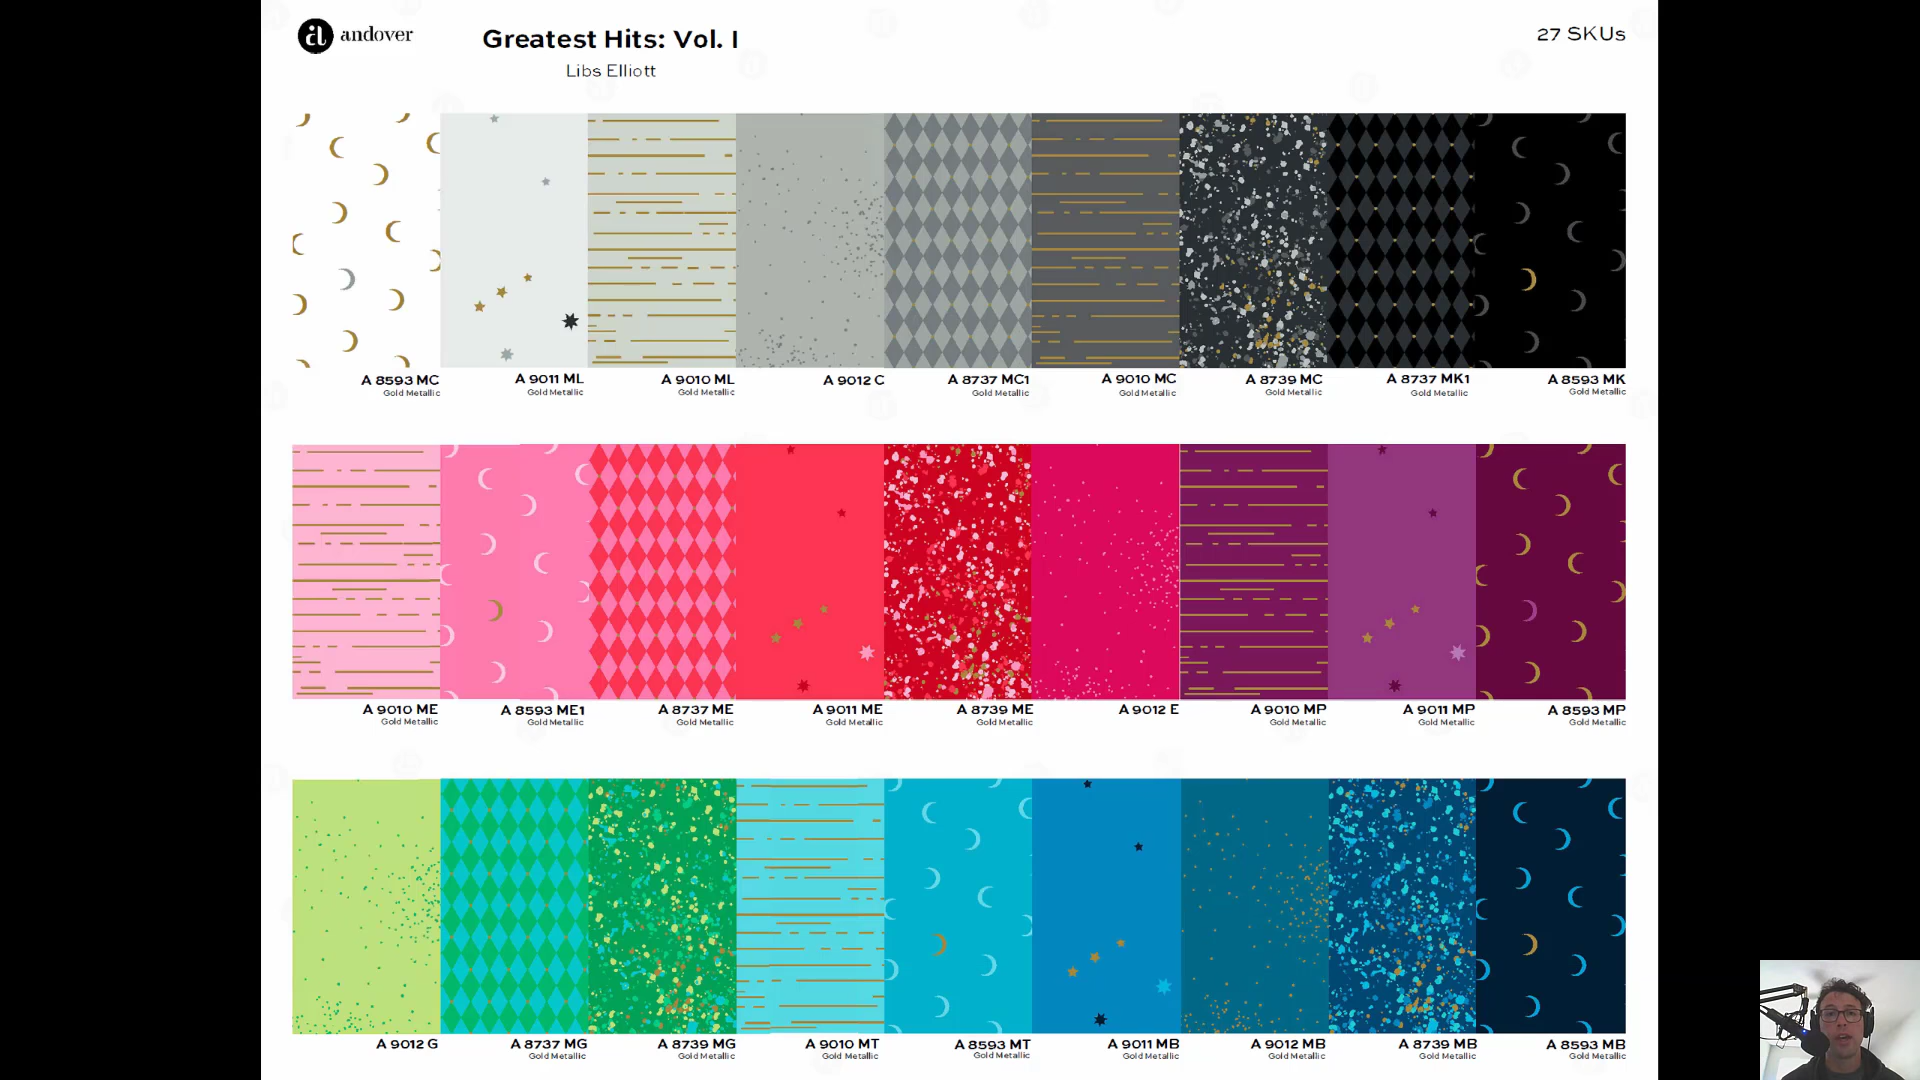 andover
Greatest Hits: Vol. I
27 SKUs
Libs Elliott
A 8593 MC
Gold Metallic
A 9011 ML
Gold Metallic
A 9010 ML
Gold Metallic
A 9012 C
A 8737 MC1
Gold Metallic
A 9010 MC
Gold Metallic
A 8739 MC
Gold Metallic
A 8737 MK1
Gold Metallic
A 8593 MK
Gold Metallic
A 9010 ME
Gold Metallic
A 8593 ME1
Gold Metallic
A 8737 ME
Gold Metallic
A 9011 ME
Gold Metallic
A 8739 ME
Gold Metallic
A 9012 E
A 9010 MP
Gold Metallic
A 9011 MP
Gold Metallic
A 8593 MP
Gold Metallic
A 9012 G
A 8737 MG
Gold Metallic
A 8739 MG
Gold Metallic
A 9010 MT
Gold Metallic
A 8593 MT
Gold Metallic
A 9011 MB
Gold Metallic
A 9012 MB
Gold Metallic
A 8739 MB
Gold Metallic
A 8593 MB
Gold Metallic